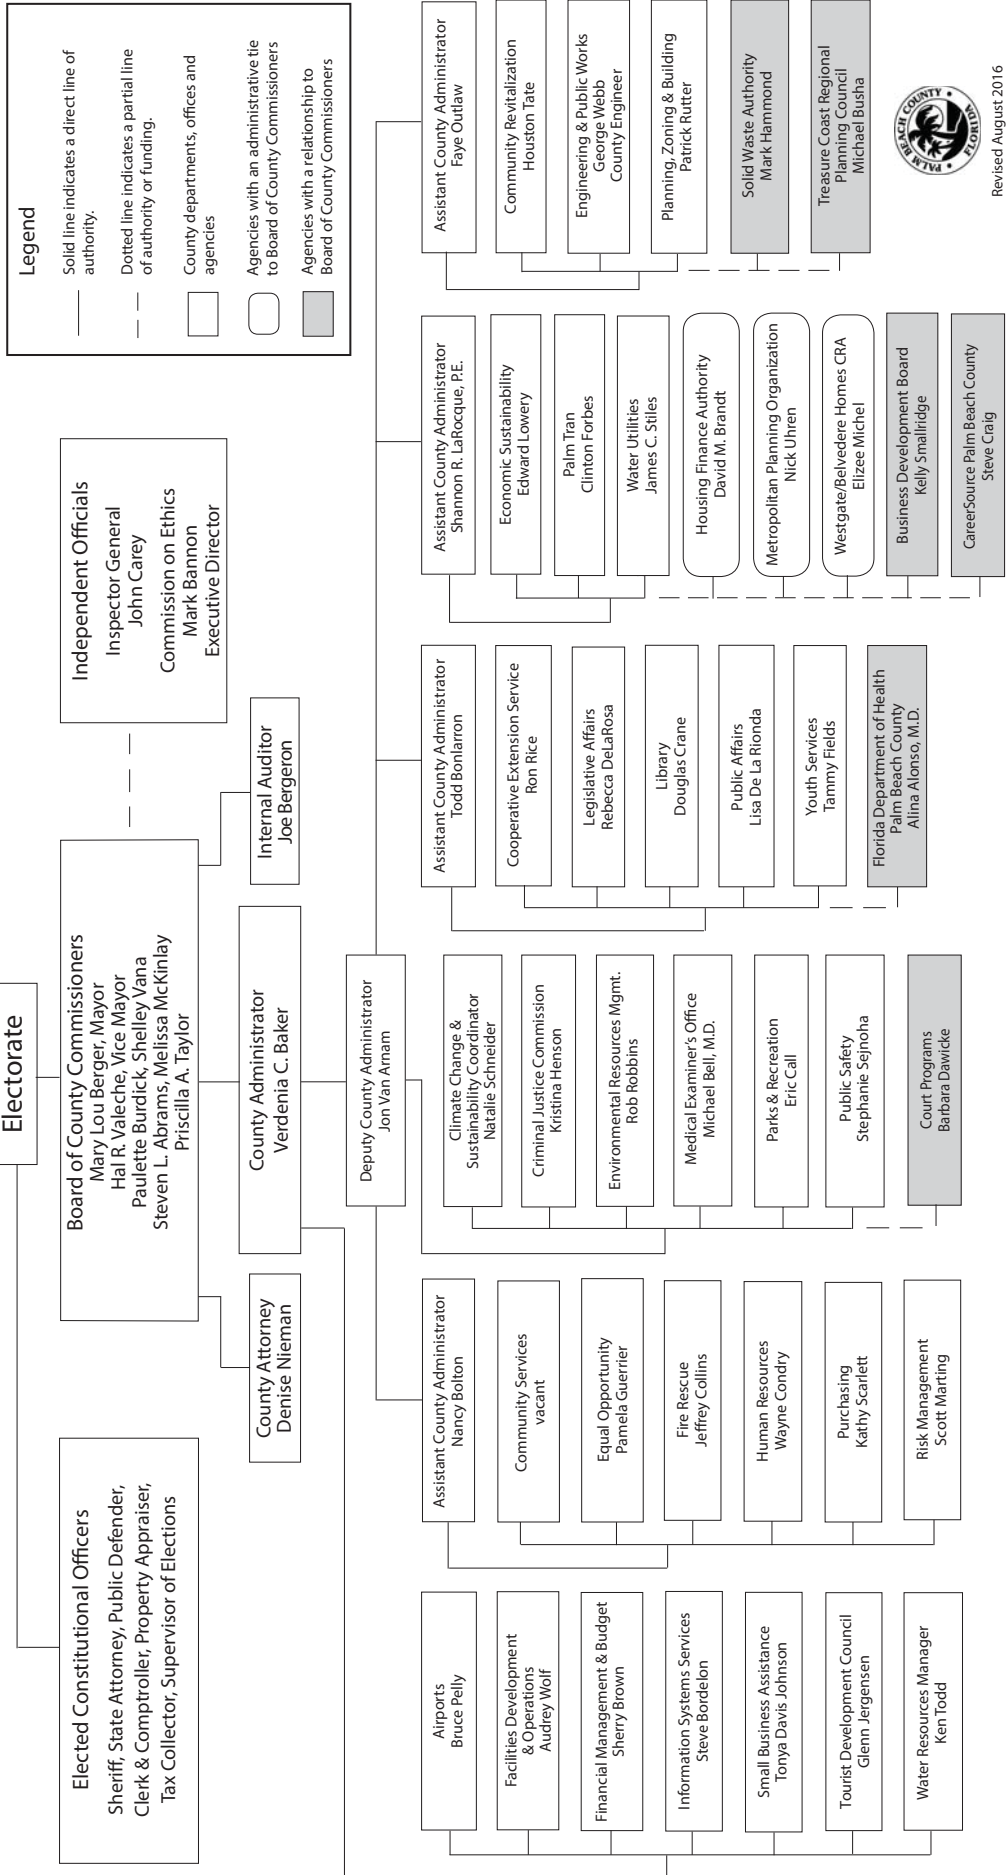 Electorate
Elected Constitutional Officers
Sheriff, State Attorney, Public Defender,
Clerk & Comptroller, Property Appraiser,
Tax Collector, Supervisor of Elections
Board of County Commissioners
Mary Lou Berger, Mayor
Hal R. Valeche, Vice Mayor
Paulette Burdick, Shelley Vana
Steven L. Abrams, Melissa McKinlay
Priscilla A. Taylor
Independent Officials
Inspector General
John Carey
Commission on Ethics
Mark Bannon
Executive Director
Legend
Solid line indicates a direct line of
authority.
Dotted line indicates a partial line
of authority or funding.
County departments, offices and
agencies
Agencies with an administrative tie
to Board of County Commissioners
Agencies with a relationship to
Board of County Commissioners
County Attorney
Denise Nieman
County Administrator
Verdenia C. Baker
Internal Auditor
Joe Bergeron
Deputy County Administrator
Jon Van Arnam
Airports
Bruce Pelly
Facilities Development
& Operations
Audrey Wolf
Financial Management & Budget
Sherry Brown
Information Systems Services
Steve Bordelon
Small Business Assistance
Tonya Davis Johnson
Tourist Development Council
Glenn Jergensen
Water Resources Manager
Ken Todd
Assistant County Administrator
Nancy Bolton
Community Services
vacant
Equal Opportunity
Pamela Guerrier
Fire Rescue
Jeffrey Collins
Human Resources
Wayne Condry
Purchasing
Kathy Scarlett
Risk Management
Scott Marting
Climate Change &
Sustainability Coordinator
Natalie Schneider
Criminal Justice Commission
Kristina Henson
Environmental Resources Mgmt.
Rob Robbins
Medical Examiner's Office
Michael Bell, M.D.
Parks & Recreation
Eric Call
Public Safety
Stephanie Sejnoha
Court Programs
Barbara Dawicke
Assistant County Administrator
Todd Bonlarron
Cooperative Extension Service
Ron Rice
Legislative Affairs
Rebecca DeLaRosa
Library
Douglas Crane
Public Affairs
Lisa De La Rionda
Youth Services
Tammy Fields
Florida Department of Health
Palm Beach County
Alina Alonso, M.D.
Assistant County Administrator
Shannon R. LaRocque, P.E.
Economic Sustainability
Edward Lowery
Palm Tran
Clinton Forbes
Water Utilities
James C. Stiles
Housing Finance Authority
David M. Brandt
Metropolitan Planning Organization
Nick Uhren
Westgate/Belvedere Homes CRA
Elizee Michel
Business Development Board
Kelly Smallridge
CareerSource Palm Beach County
Steve Craig
Assistant County Administrator
Faye Outlaw
Community Revitalization
Houston Tate
Engineering & Public Works
George Webb
County Engineer
Planning, Zoning & Building
Patrick Rutter
Solid Waste Authority
Mark Hammond
Treasure Coast Regional
Planning Council
Michael Busha
PALM BEACH COUNTY
FLORIDA
Revised August 2016